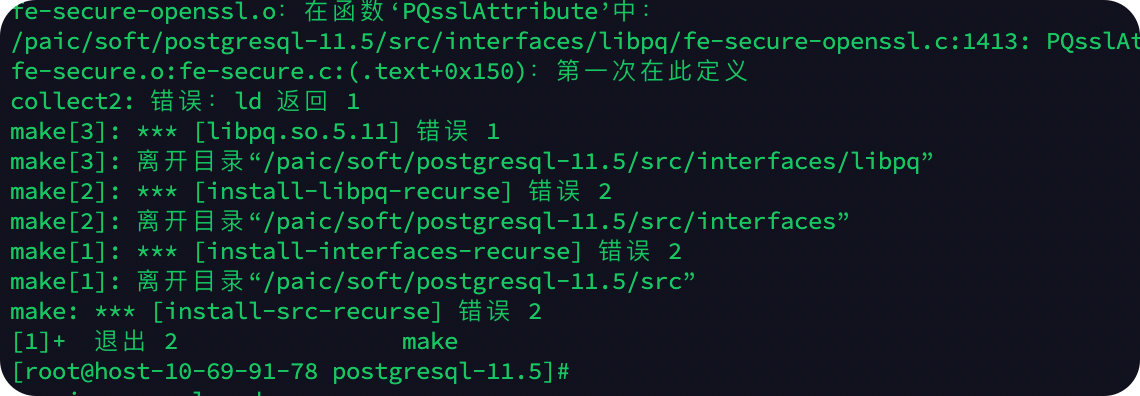 fe-secure-openssl.o: 在函数‘PQsslAttribute’中:
/paic/soft/postgresql-11.5/src/interfaces/libpq/fe-secure-openssl.c:1413: PQsslAt
fe-secure.o:fe-secure.c:(.text+0x150): 第一次在此定义
collect2: 错误: ld 返回 1
make[3]: *** [libpq.so.5.11] 错误 1
make[3]: 离开目录“/paic/soft/postgresql-11.5/src/interfaces/libpq”
make[2]: *** [install-libpq-recurse] 错误 2
make[2]: 离开目录“/paic/soft/postgresql-11.5/src/interfaces”
make[1]: *** [install-interfaces-recurse] 错误 2
make[1]: 离开目录“/paic/soft/postgresql-11.5/src”
make: *** [install-src-recurse] 错误 2
[1]+  退出 2                make
[root@host-10-69-91-78 postgresql-11.5]#